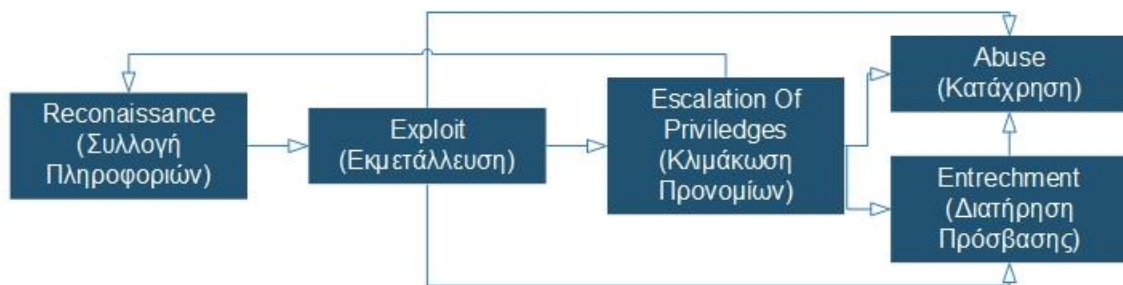 Reconaissance
(Συλλογή
Πληροφοριών)
Exploit
(Εκμετάλλευση)
Escalation Of
Priviledges
(Κλιμάκωση
Προνομίων)
Abuse
(Κατάχρηση)
Entrechment
(Διατήρηση
Πρόσβασης)